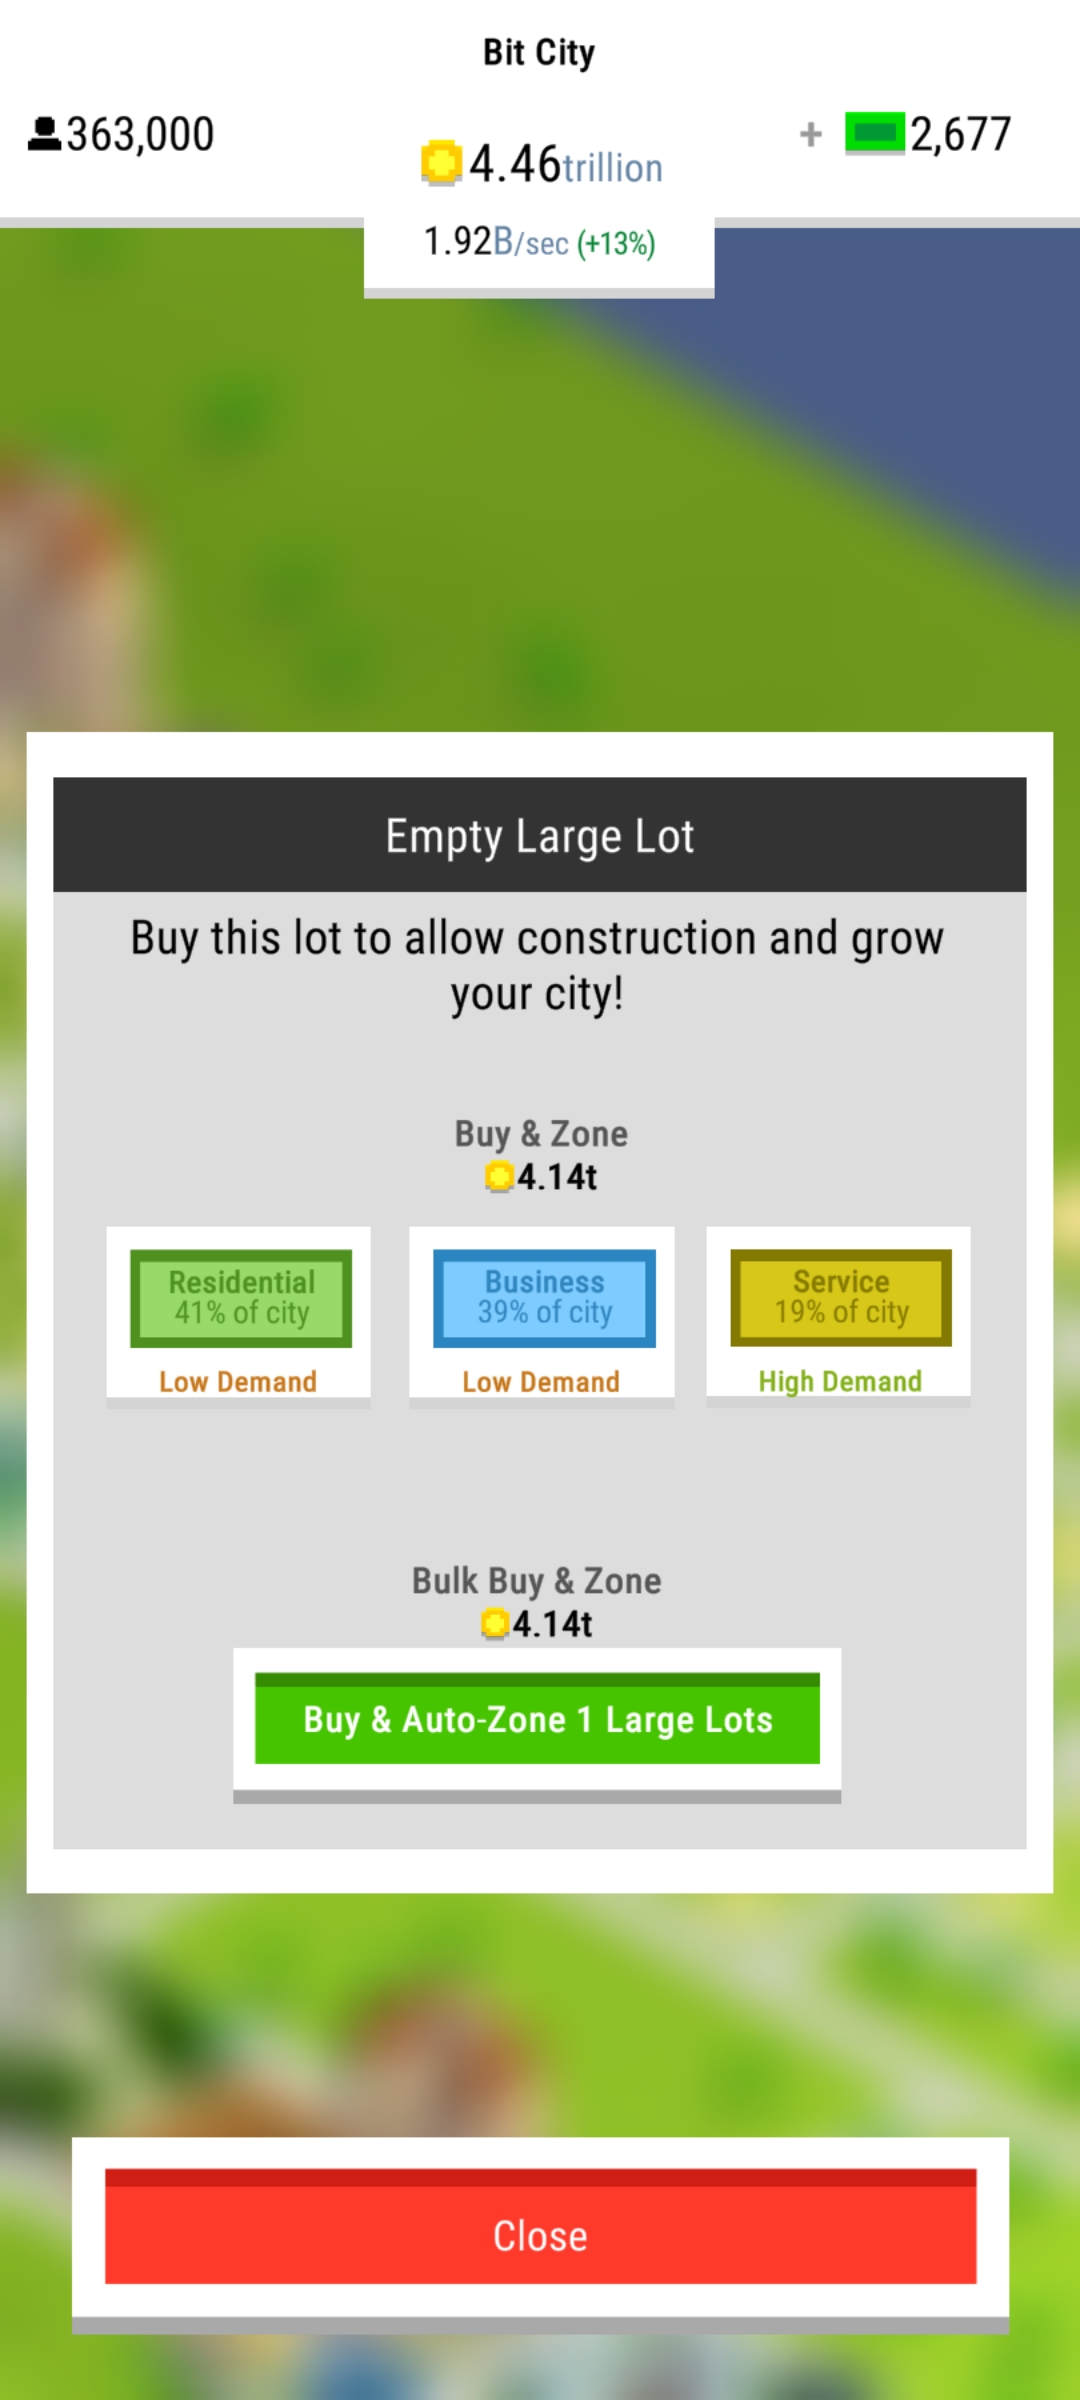 Bit City
363,000
+ 2,677
4.46trillion
1.92B/sec (+13%)
Empty Large Lot
Buy this lot to allow construction and grow
your city!
Buy & Zone
4.14t
Residential
41% of city
Low Demand
Business
39% of city
Low Demand
Service
19% of city
High Demand
Bulk Buy & Zone
4.14t
Buy & Auto-Zone 1 Large Lots
Close